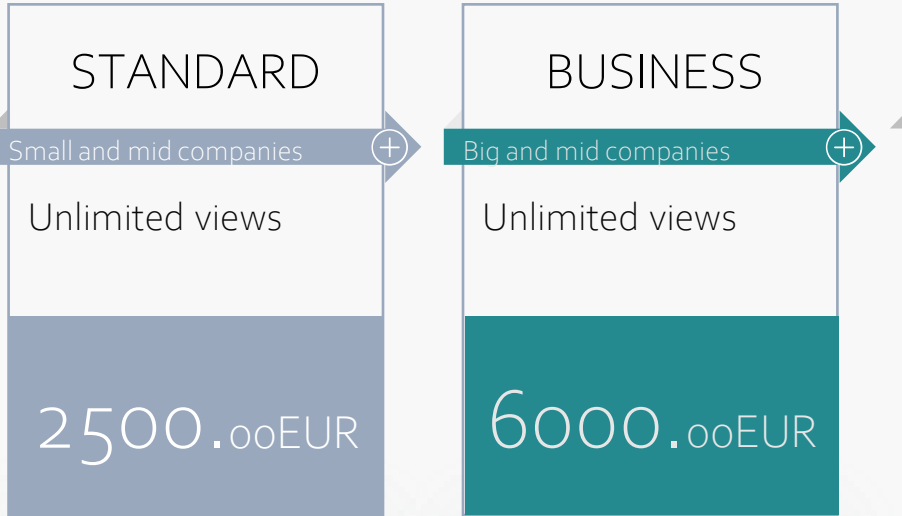 STANDARD
Small and mid companies
Unlimited views
2500.00EUR
BUSINESS
Big and mid companies
Unlimited views
6000.00EUR